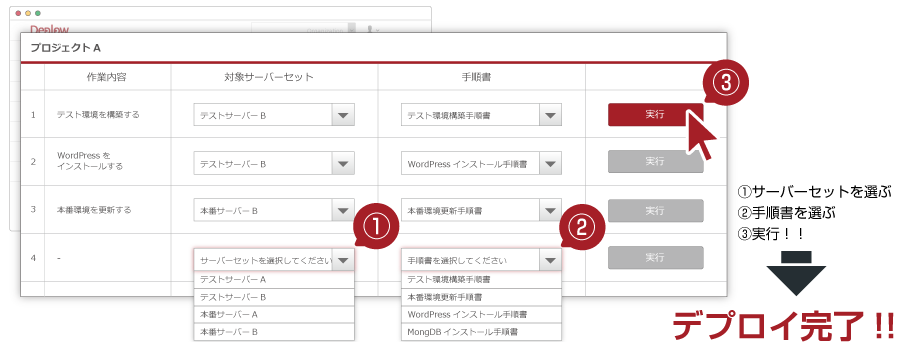 Deploy
プロジェクト A
作業内容 対象サーバーセット 手順書
③
1 テスト環境を構築する テストサーバー B テスト環境構築手順書 実行
2 WordPress を
インストールする テストサーバー B WordPress インストール手順書 実行
3 本番環境を更新する 本番サーバー B 本番環境更新手順書 実行
① ②
4 - サーバーセットを選択してください 手順書を選択してください 実行
テストサーバー A テスト環境構築手順書
テストサーバー B 本番環境更新手順書
本番サーバー A WordPress インストール手順書
本番サーバー B MongDB インストール手順書
①サーバーセットを選ぶ
②手順書を選ぶ
③実行！！
デプロイ完了!!